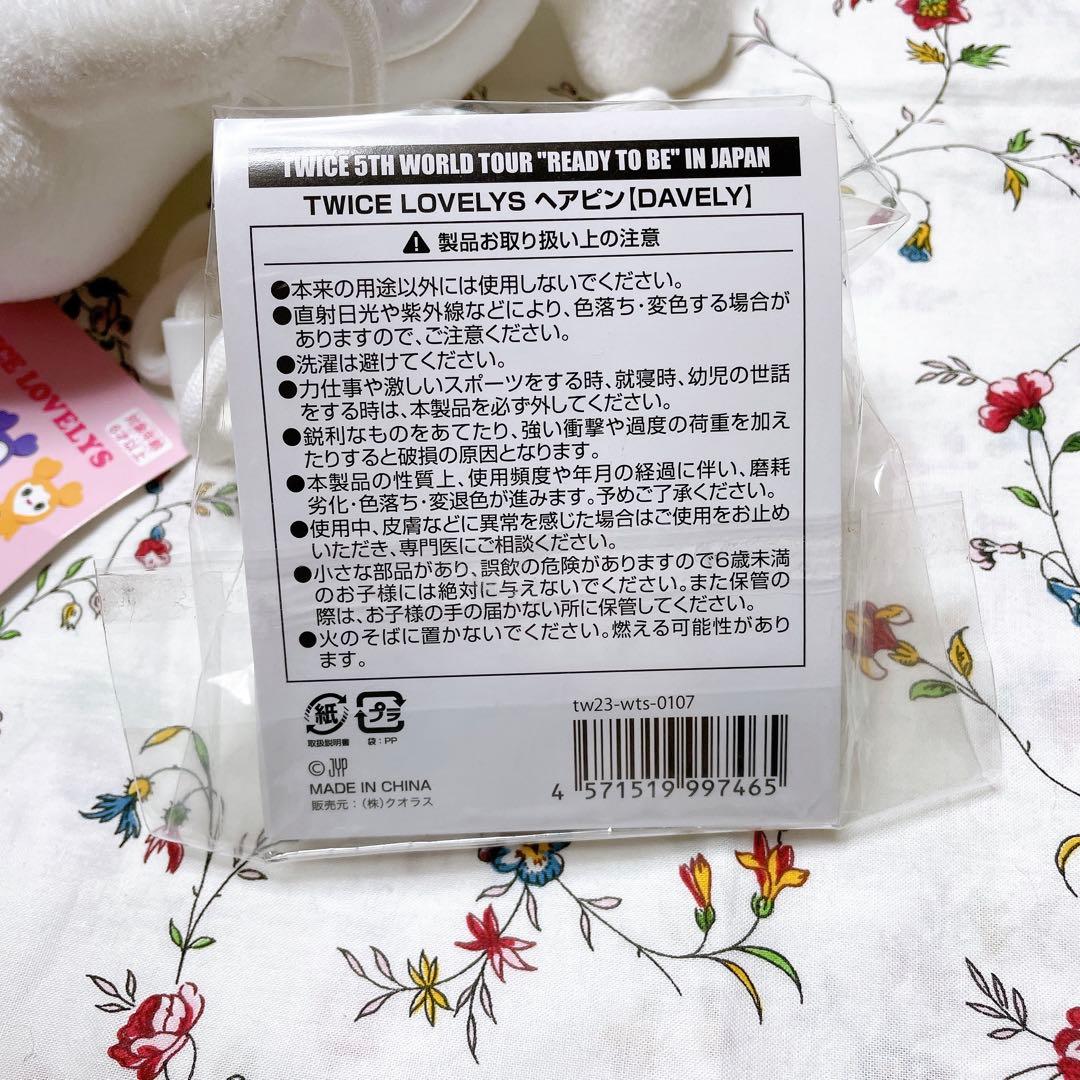 TWICE 5TH WORLD TOUR "READY TO BE" IN JAPAN
TWICE LOVELYS ヘアピン【DAVELY】
製品お取り扱い上の注意
●本来の用途以外には使用しないでください。
●直射日光や紫外線などにより、色落ち・変色する場合が
ありますので、ご注意ください。
●洗濯は避けてください。
●力仕事や激しいスポーツをする時、就寝時、幼児の世話
をする時は、本製品を必ず外してください。
●鋭利なものをあてたり、強い衝撃や過度の荷重を加え
たりすると破損の原因となります。
●本製品の性質上、使用頻度や年月の経過に伴い、磨耗
劣化・色落ち・変退色が進みます。予めご了承ください。
●使用中、皮膚などに異常を感じた場合はご使用をお止め
いただき、専門医にご相談ください。
●小さな部品があり、誤飲の危険がありますので6歳未満
のお子様には絶対に与えないでください。また保管の
際は、お子様の手の届かない所に保管してください。
●火のそばに置かないでください。燃える可能性があり
ます。
紙
プラ
取扱説明書
袋:PP
tw23-wts-0107
© JYP
MADE IN CHINA
販売元:(株)クオラス
4 571519 997465
ICE LOVELYS
対象年齢
6才以上